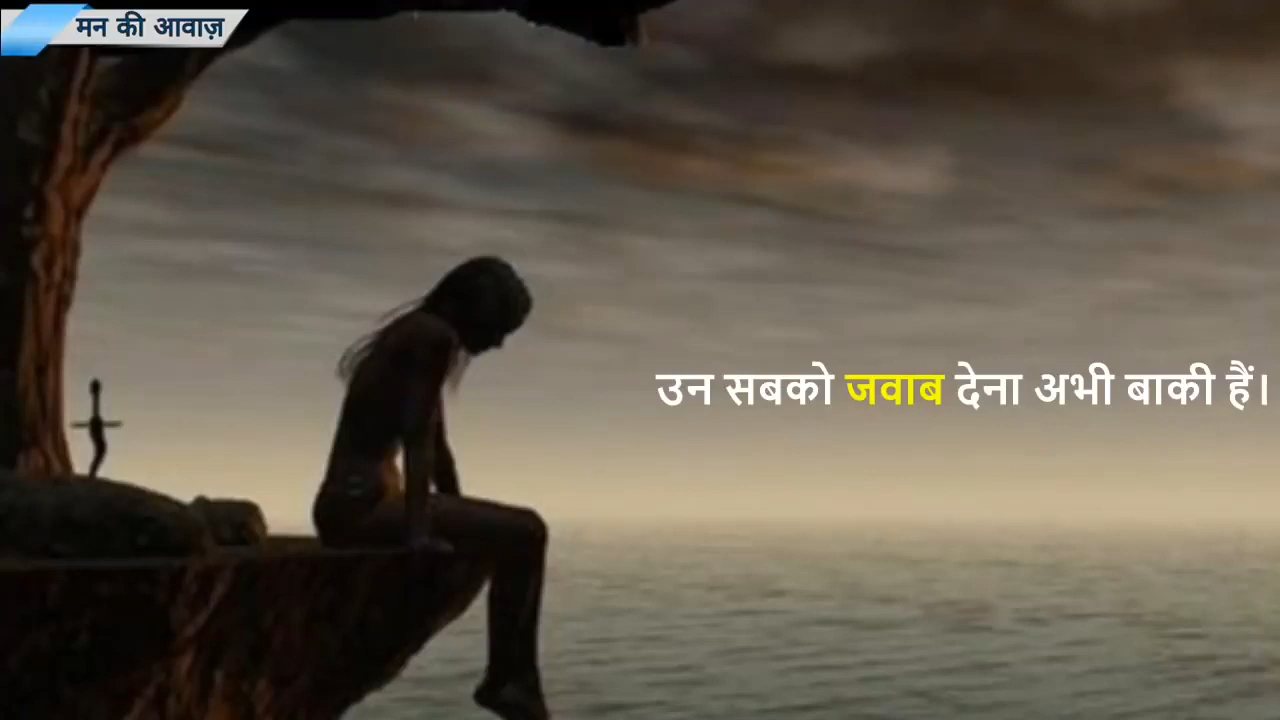 मन की आवाज़
उन सबको जवाब देना अभी बाकी हैं।